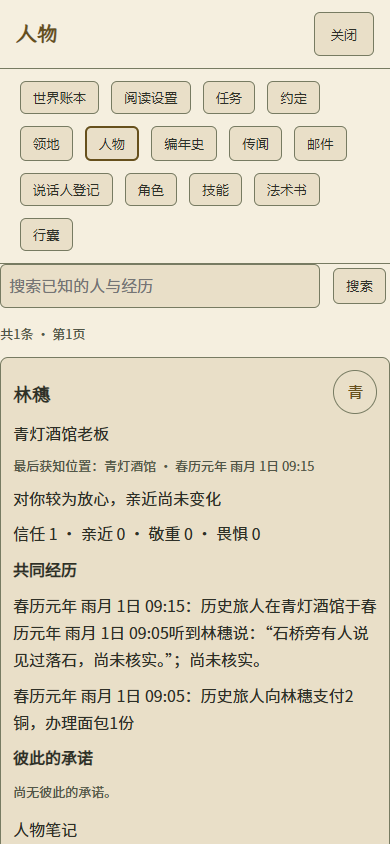 人物
关闭
世界账本 阅读设置 任务 约定
领地 人物 编年史 传闻 邮件
说话人登记 角色 技能 法术书
行囊
搜索已知的人与经历 搜索
共1条 · 第1页
林穗 青
青灯酒馆老板
最后获知位置：青灯酒馆 · 春历元年 雨月 1日 09:15
对你较为放心，亲近尚未变化
信任 1 · 亲近 0 · 敬重 0 · 畏惧 0
共同经历
春历元年 雨月 1日 09:15：历史旅人在青灯酒馆于春
历元年 雨月 1日 09:05听到林穗说：“石桥旁有人说
见过落石，尚未核实。”；尚未核实。
春历元年 雨月 1日 09:05：历史旅人向林穗支付2
铜，办理面包1份
彼此的承诺
尚无彼此的承诺。
人物笔记